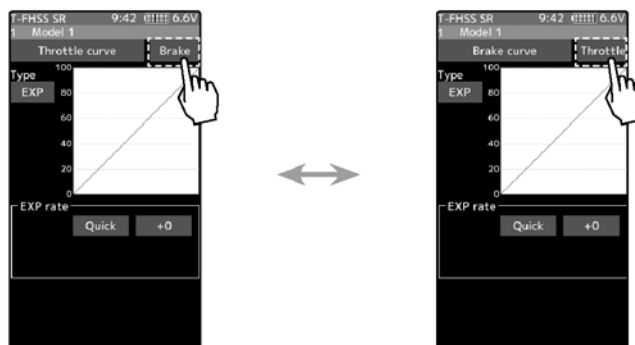 T-FHSS SR 9:42 6.6V
1 Model 1
Throttle curve Brake
Type
EXP
100
80
60
40
20
0
EXP rate
Quick +0
T-FHSS SR 9:42 6.6V
1 Model 1
Brake curve Throttle
Type
EXP
100
80
60
40
20
0
EXP rate
Quick +0